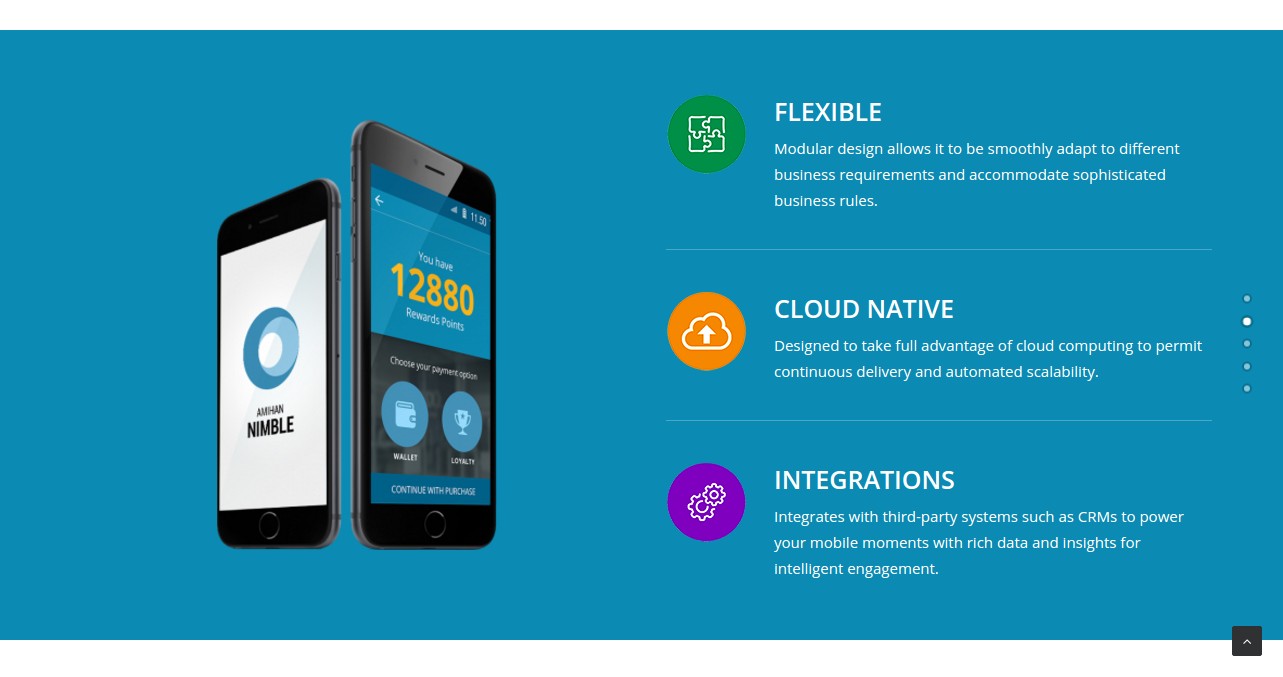 FLEXIBLE
Modular design allows it to be smoothly adapt to different
business requirements and accommodate sophisticated
business rules.
CLOUD NATIVE
Designed to take full advantage of cloud computing to permit
continuous delivery and automated scalability.
INTEGRATIONS
Integrates with third-party systems such as CRMs to power
your mobile moments with rich data and insights for
intelligent engagement.
AMIHAN
NIMBLE
11.50
You have
12880
Rewards Points
Choose your payment option
WALLET
LOYALTY
CONTINUE WITH PURCHASE